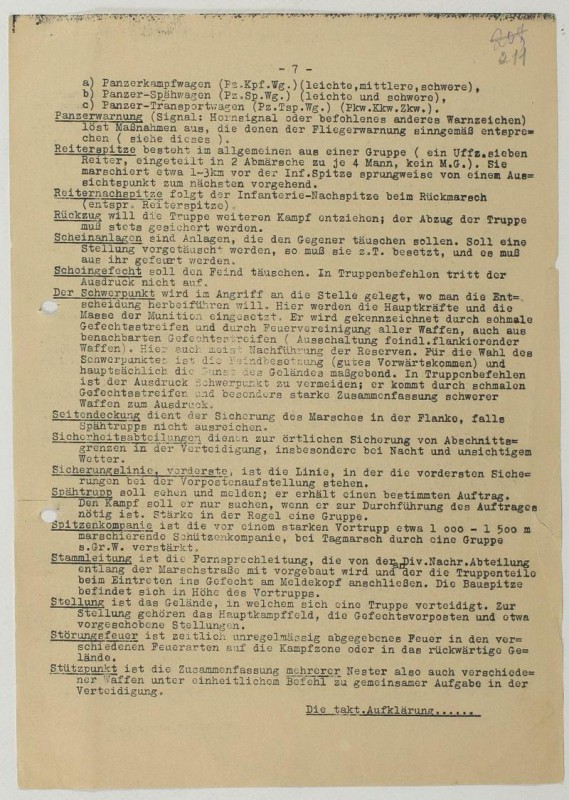 211
- 7 -
a) Panzerkampfwagen (Pz.Kpf.Wg.)(leichte,mittlere,schwere),
b) Panzer-Spähwagen (Pz.Sp.Wg.) (leichte und schwere),
c) Panzer-Transportwagen (Pz.Tsp.Wg.) (Pkw.Kkw.Zkw.).
Panzerwarnung (Signal: Hornsignal oder befohlenes anderes Warnzeichen)
löst Maßnahmen aus, die denen der Fliegerwarnung sinngemäß entspre=
chen ( siehe dieses ).
Reiterspitze besteht im allgemeinen aus einer Gruppe ( ein Uffz.sieben
Reiter, eingeteilt in 2 Abmärsche zu je 4 Mann, kein M.G.). Sie
marschiert etwa 1-3km vor der Inf.Spitze sprungweise von einem Aus=
sichtspunkt zum nächsten vorgehend.
Reiternachspitze folgt der Infanterie-Nachspitze beim Rückmarsch
(entspr. Reiterspitze).
Rückzug will die Truppe weiteren Kampf entziehen; der Abzug der Truppe
muß stets gesichert werden.
Scheinanlagen sind Anlagen, die den Gegener täuschen sollen. Soll eine
Stellung vorgetäuscht werden, so muß sie z.T. besetzt, und es muß
aus ihr gefeuert werden.
Scheingefecht soll den Feind täuschen. In Truppenbefehlen tritt der
Ausdruck nicht auf.
Der Schwerpunkt wird im Angriff an die Stelle gelegt, wo man die Ent=
scheidung herbeiführen will. Hier werden die Hauptkräfte und die
Masse der Munition eingesetzt. Er wird gekennzeichnet durch schmale
Gefechtsstreifen und durch Feuervereinigung aller Waffen, auch aus
benachbarten Gefechtsstreifen ( Ausschaltung feindl.flankierender
Waffen). Hier auch meist Nachführung der Reserven. Für die Wahl des
Schwerpunktes ist die Feindbesetzung (gutes Vorwärtskommen) und
hauptsächlich die Gunst des Geländes maßgebend. In Truppenbefehlen
ist der Ausdruck Schwerpunkt zu vermeiden; er kommt durch schmalen
Gefechtsstreifen und besonders starke Zusammenfassung schwerer
Waffen zum Ausdruck.
Seitendeckung dient der Sicherung des Marsches in der Flanke, falls
Spähtrupps nicht ausreichen.
Sicherheitsabteilungen dienen zur örtlichen Sicherung von Abschnitts=
grenzen in der Verteidigung, insbesondere bei Nacht und unsichtigem
Wetter.
Sicherungslinie, vorderste, ist die Linie, in der die vordersten Siche=
rungen bei der Vorpostenaufstellung stehen.
Spähtrupp soll sehen und melden; er erhält einen bestimmten Auftrag.
Den Kampf soll er nur suchen, wenn er zur Durchführung des Auftrages
nötig ist. Stärke in der Regel eine Gruppe.
Spitzenkompanie ist die vor einem starken Vortrupp etwa 1 000 - 1 500 m
marschierende Schützenkompanie, bei Tagmarsch durch eine Gruppe
s.Gr.W. verstärkt.
Stammleitung ist die Fernsprechleitung, die von der Div.Nachr.Abteilung
entlang der Marschstraße mit vorgebaut wird und an der die Truppenteile
beim Eintreten ins Gefecht am Meldekopf anschließen. Die Bauspitze
befindet sich in Höhe des Vortrupps.
Stellung ist das Gelände, in welchem sich eine Truppe verteidigt. Zur
Stellung gehören das Hauptkampffeld, die Gefechtsvorposten und etwa
vorgeschobene Stellungen.
Störungsfeuer ist zeitlich unregelmässig abgegebenes Feuer in den ver=
schiedenen Feuerarten auf die Kampfzone oder in das rückwärtige Ge=
lände.
Stützpunkt ist die Zusammenfassung mehrerer Nester also auch verschiede=
ner Waffen unter einheitlichem Befehl zu gemeinsamer Aufgabe in der
Verteidigung.
Die takt.Aufklärung......